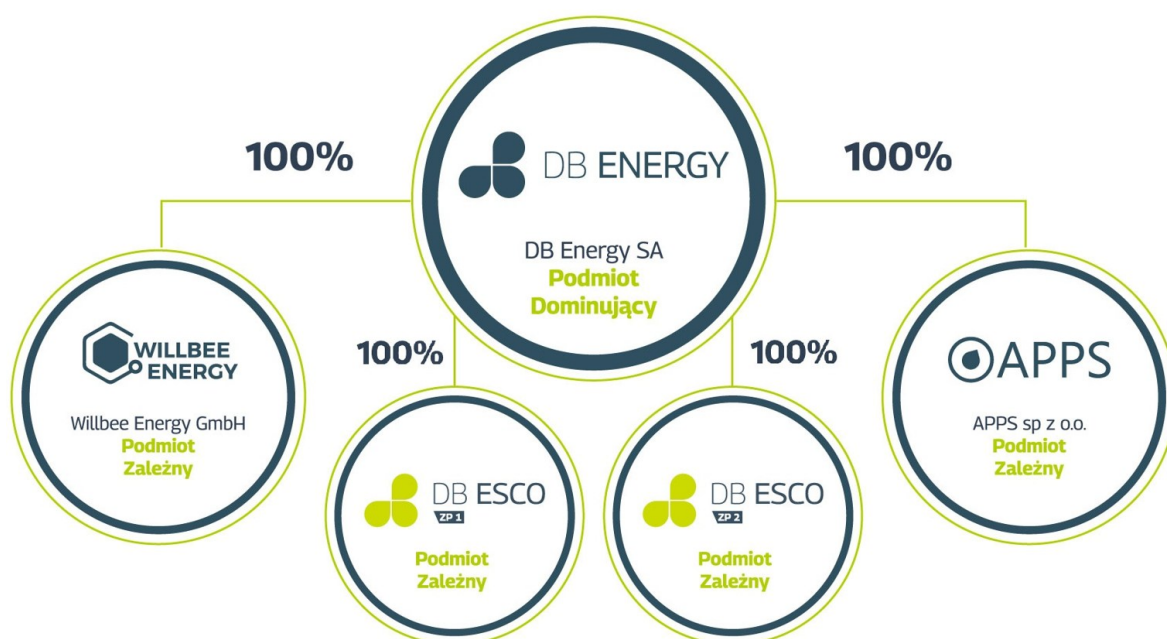 DB ENERGY
DB Energy SA
Podmiot
Dominujący
100%
100%
100%
100%
WILLBEE
ENERGY
Willbee Energy GmbH
Podmiot
Zależny
DB ESCO
ZP 1
Podmiot
Zależny
DB ESCO
ZP 2
Podmiot
Zależny
APPS
APPS sp z o.o.
Podmiot
Zależny